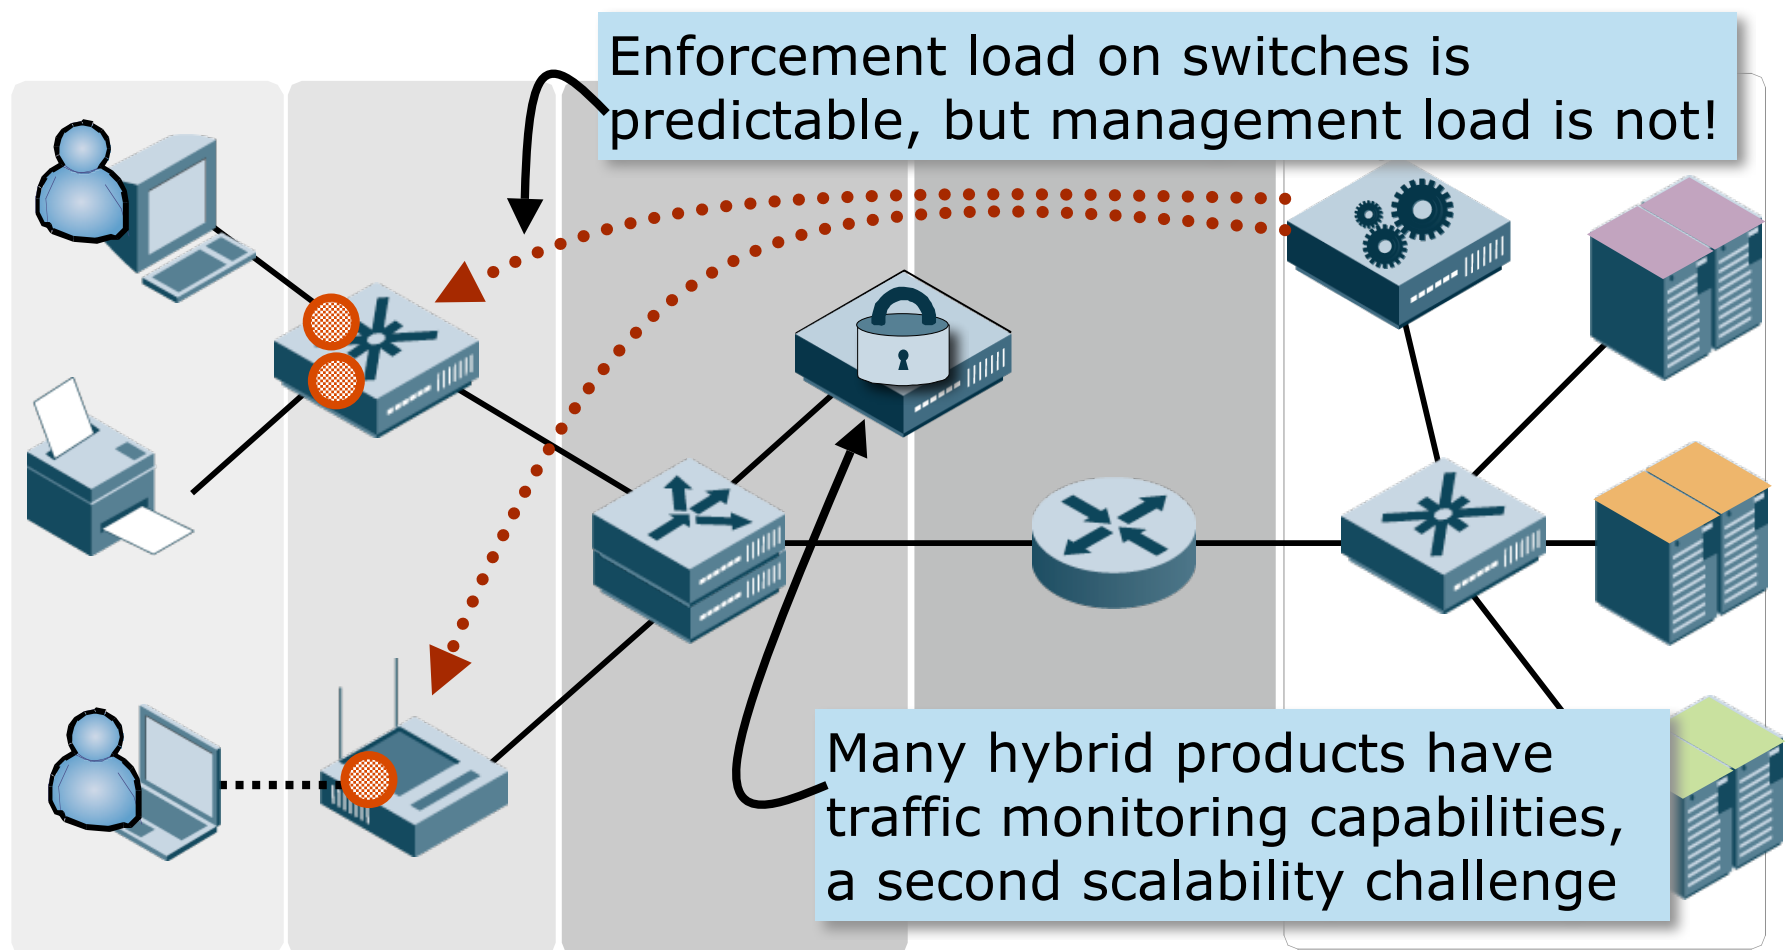 Enforcement load on switches is
predictable, but management load is not!
Many hybrid products have
traffic monitoring capabilities,
a second scalability challenge